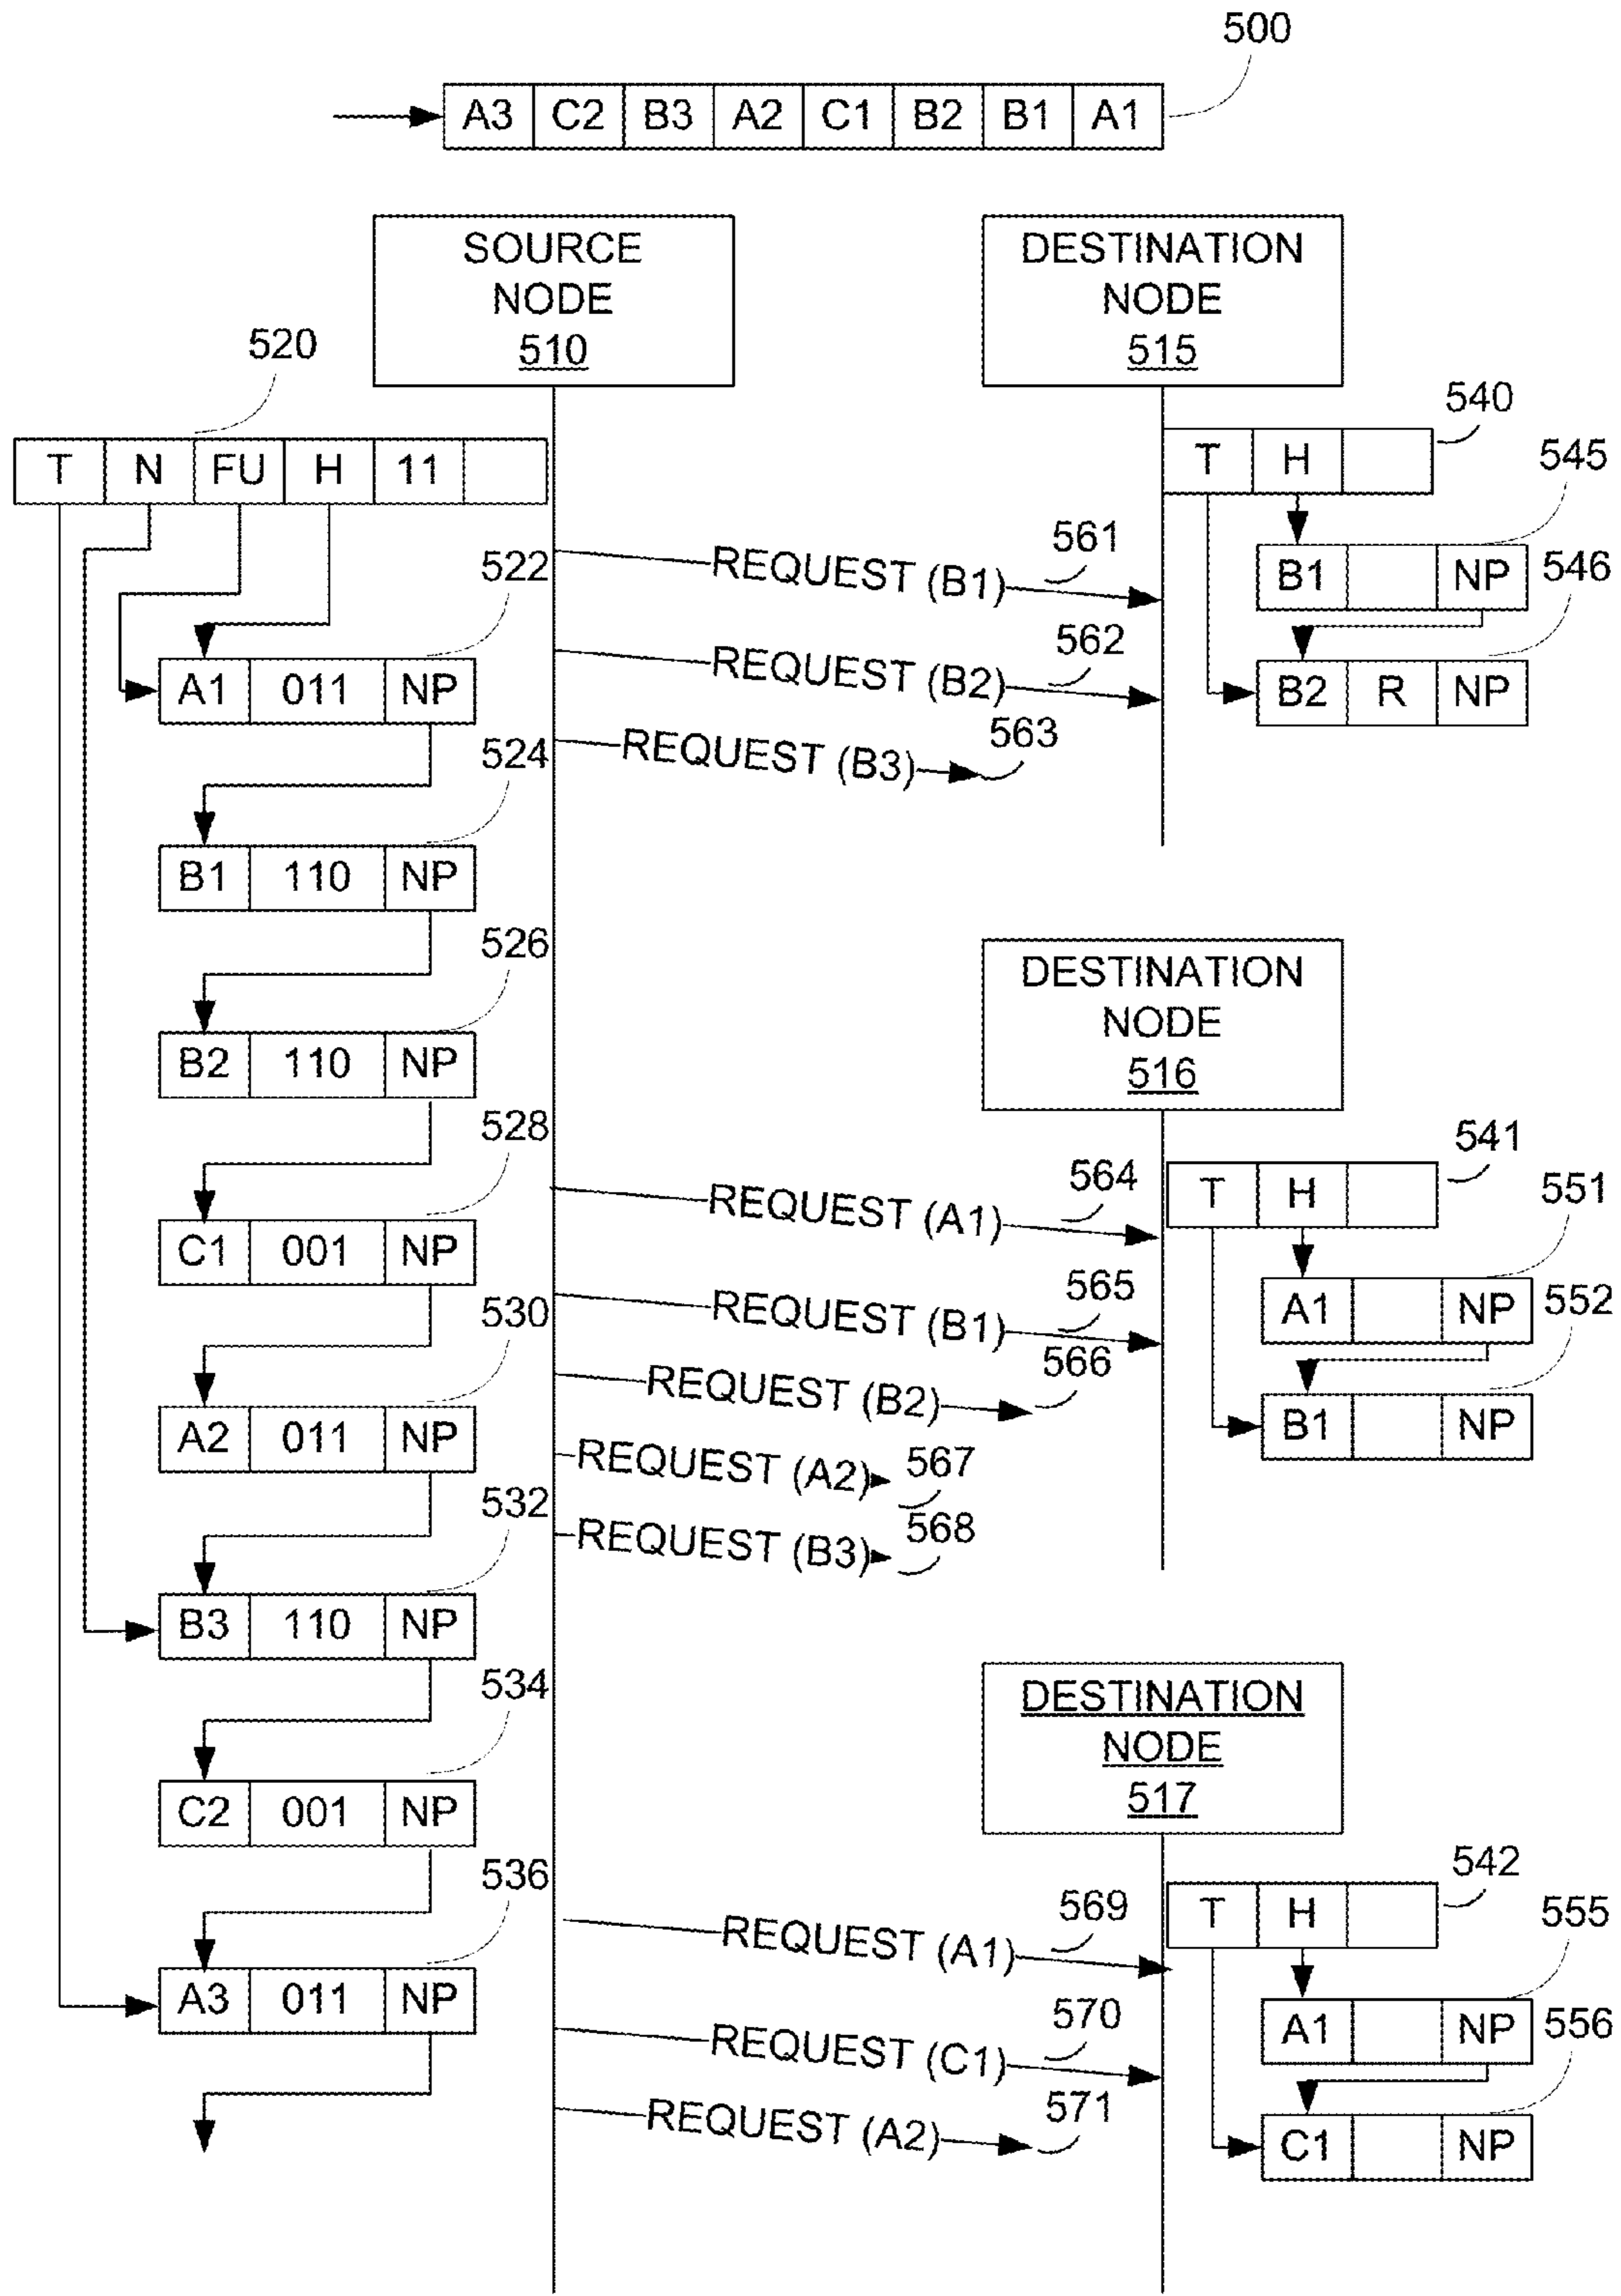 500
A3 C2 B3 A2 C1 B2 B1 A1
SOURCE
NODE
510
DESTINATION
NODE
515
520
T N FU H 11
540
T H
545
B1 NP
546
B2 R NP
REQUEST (B1) 561
REQUEST (B2) 562
REQUEST (B3) 563
522
A1 011 NP
524
B1 110 NP
526
B2 110 NP
528
C1 001 NP
530
A2 011 NP
532
B3 110 NP
534
C2 001 NP
536
A3 011 NP
DESTINATION
NODE
516
541
T H
551
A1 NP
552
B1 NP
REQUEST (A1) 564
REQUEST (B1) 565
REQUEST (B2) 566
REQUEST (A2) 567
REQUEST (B3) 568
DESTINATION
NODE
517
542
T H
555
A1 NP
556
C1 NP
REQUEST (A1) 569
REQUEST (C1) 570
REQUEST (A2) 571